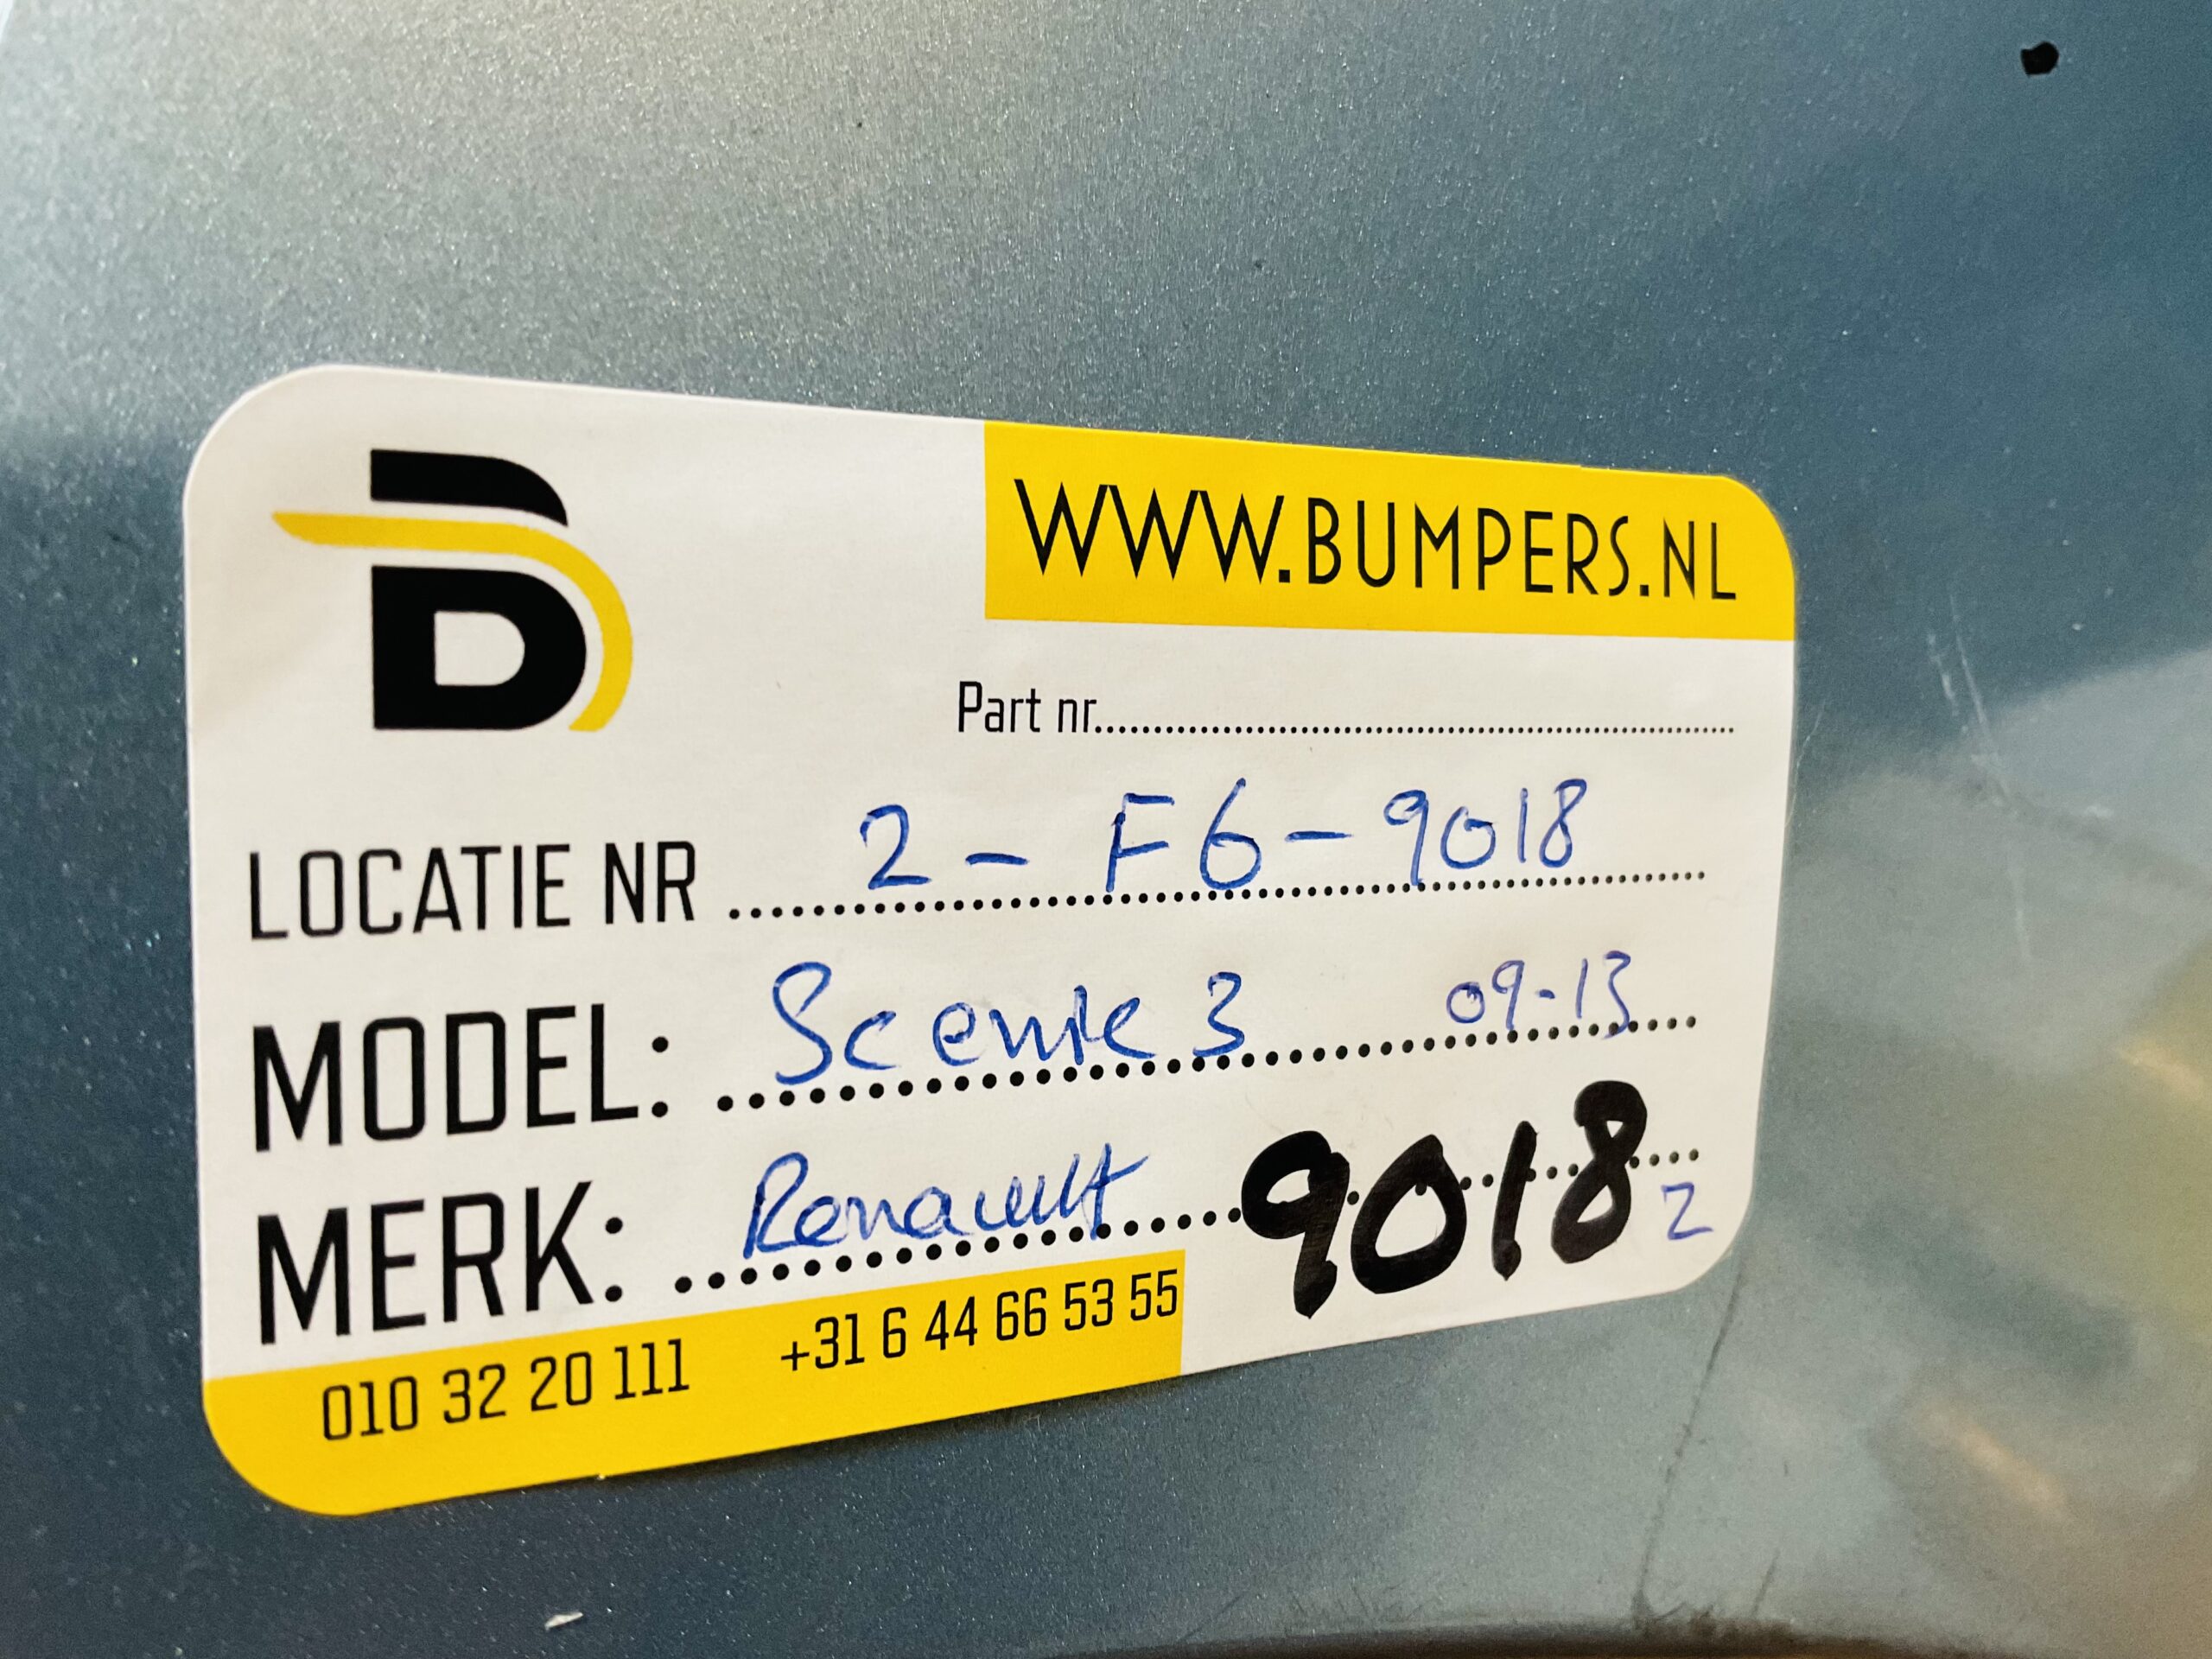 B
WWW.BUMPERS.NL
Part nr.
LOCATIE NR 2 - F6 - 9018
MODEL: Scenic 3 09-13
MERK: Renault 9018 2
010 32 20 111 +31 6 44 66 53 55